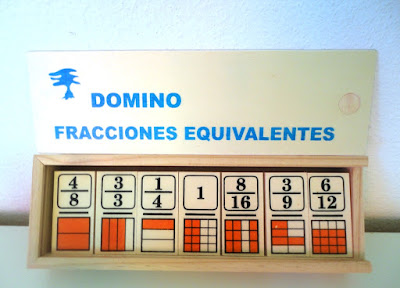 DOMINO
FRACCIONES EQUIVALENTES
4/8 3/3 1/4 1 8/16 3/9 6/12